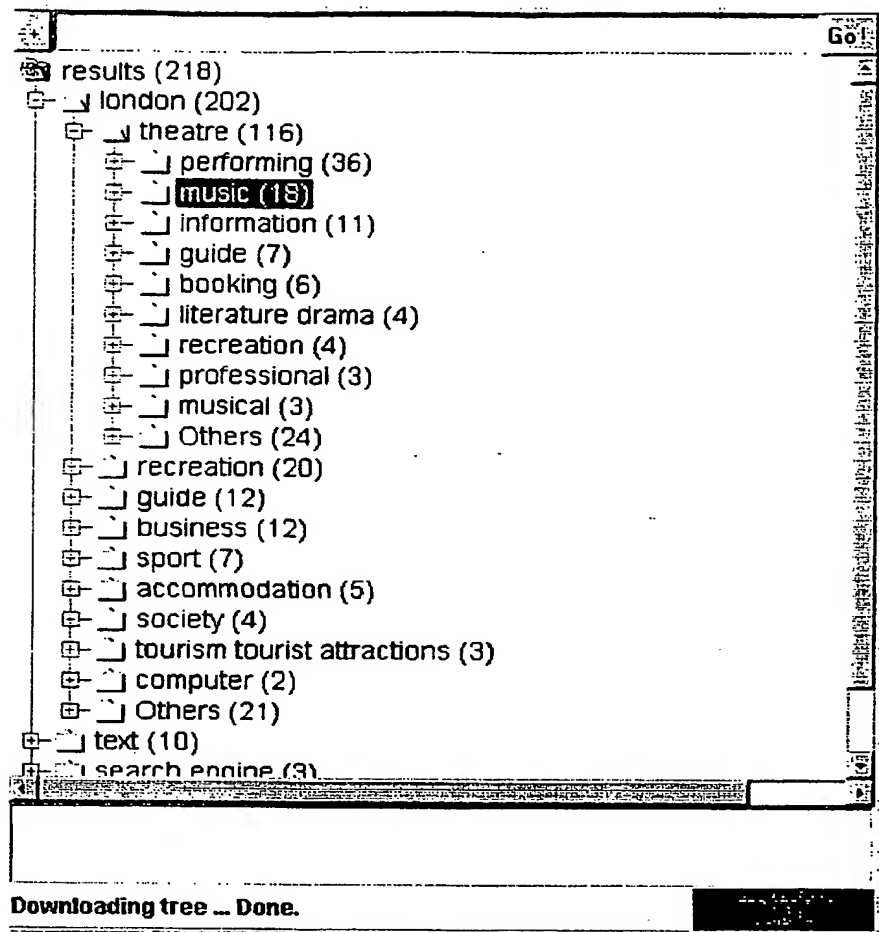 Go!
results (218)
london (202)
theatre (116)
performing (36)
music (18)
information (11)
guide (7)
booking (6)
literature drama (4)
recreation (4)
professional (3)
musical (3)
Others (24)
recreation (20)
guide (12)
business (12)
sport (7)
accommodation (5)
society (4)
tourism tourist attractions (3)
computer (2)
Others (21)
text (10)
search engine (3)
Downloading tree ... Done.